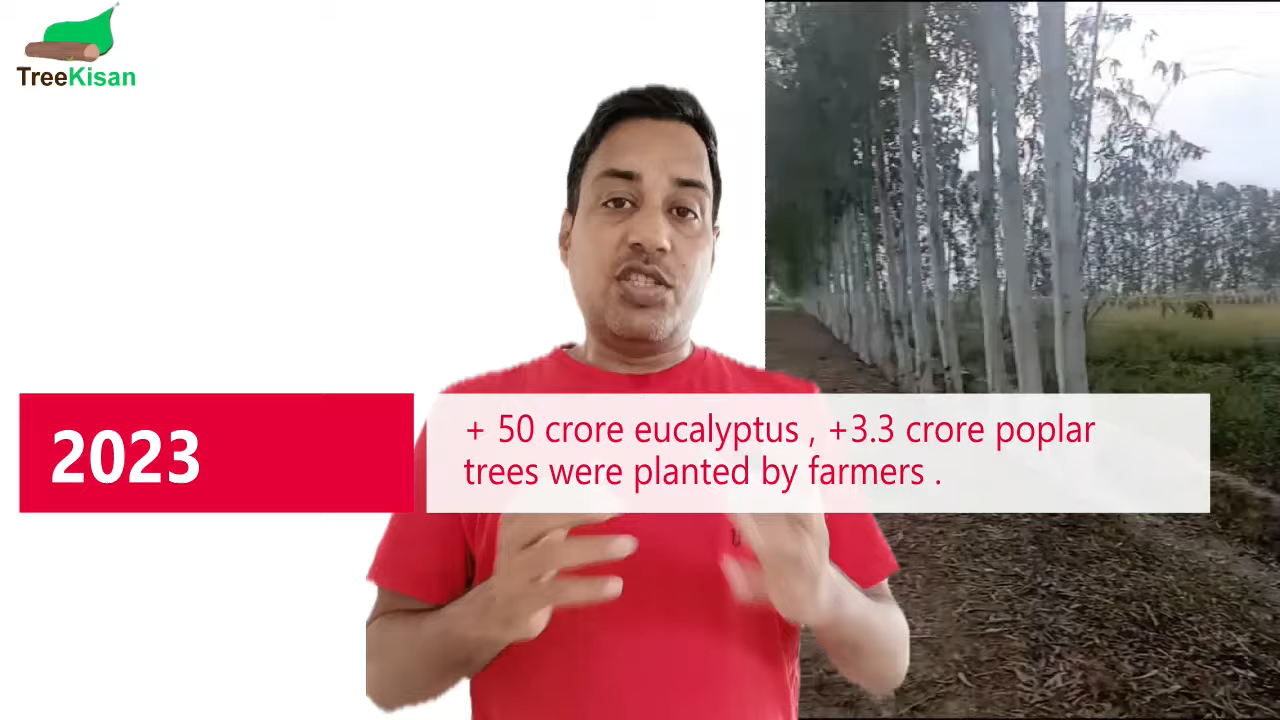 TreeKisan
2023
+ 50 crore eucalyptus , +3.3 crore poplar
trees were planted by farmers .